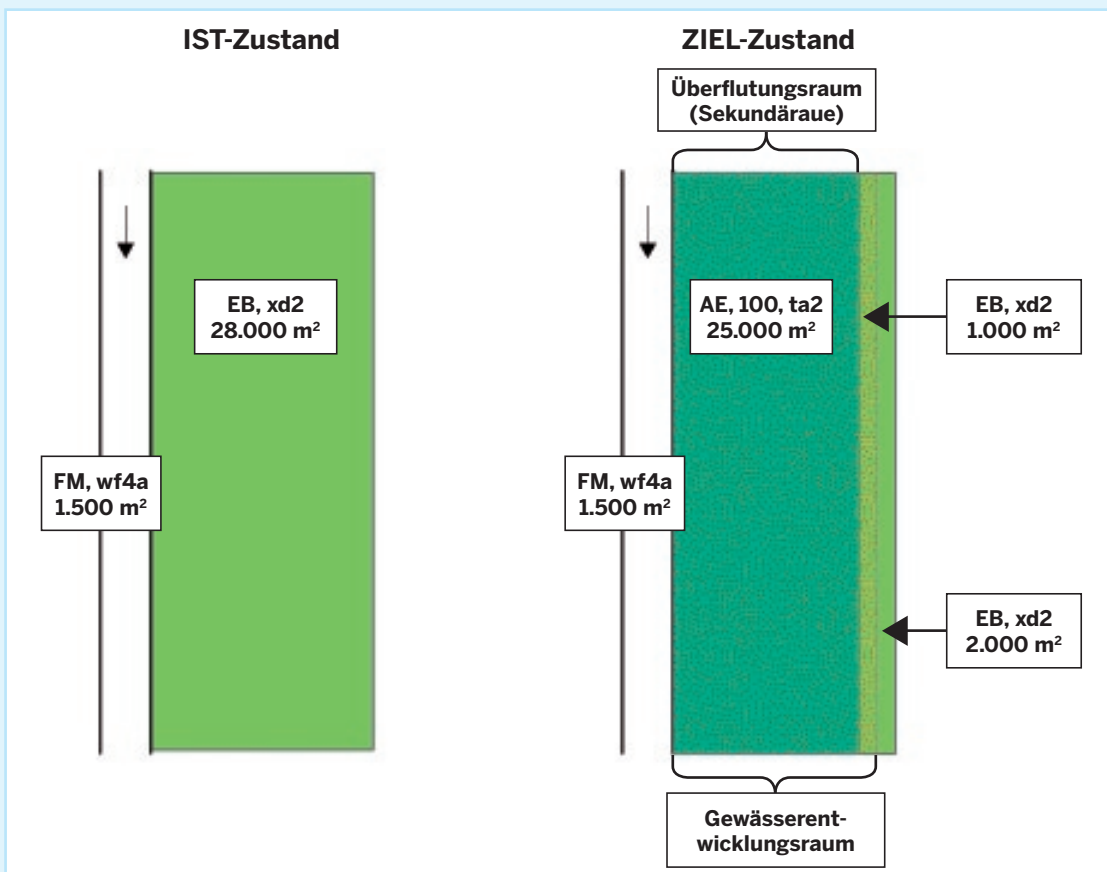 IST-Zustand
EB, xd2
28.000 m²
FM, wf4a
1.500 m²
ZIEL-Zustand
Überflutungsraum
(Sekundäraue)
AE, 100, ta2
25.000 m²
EB, xd2
1.000 m²
FM, wf4a
1.500 m²
EB, xd2
2.000 m²
Gewässerent-
wicklungsraum